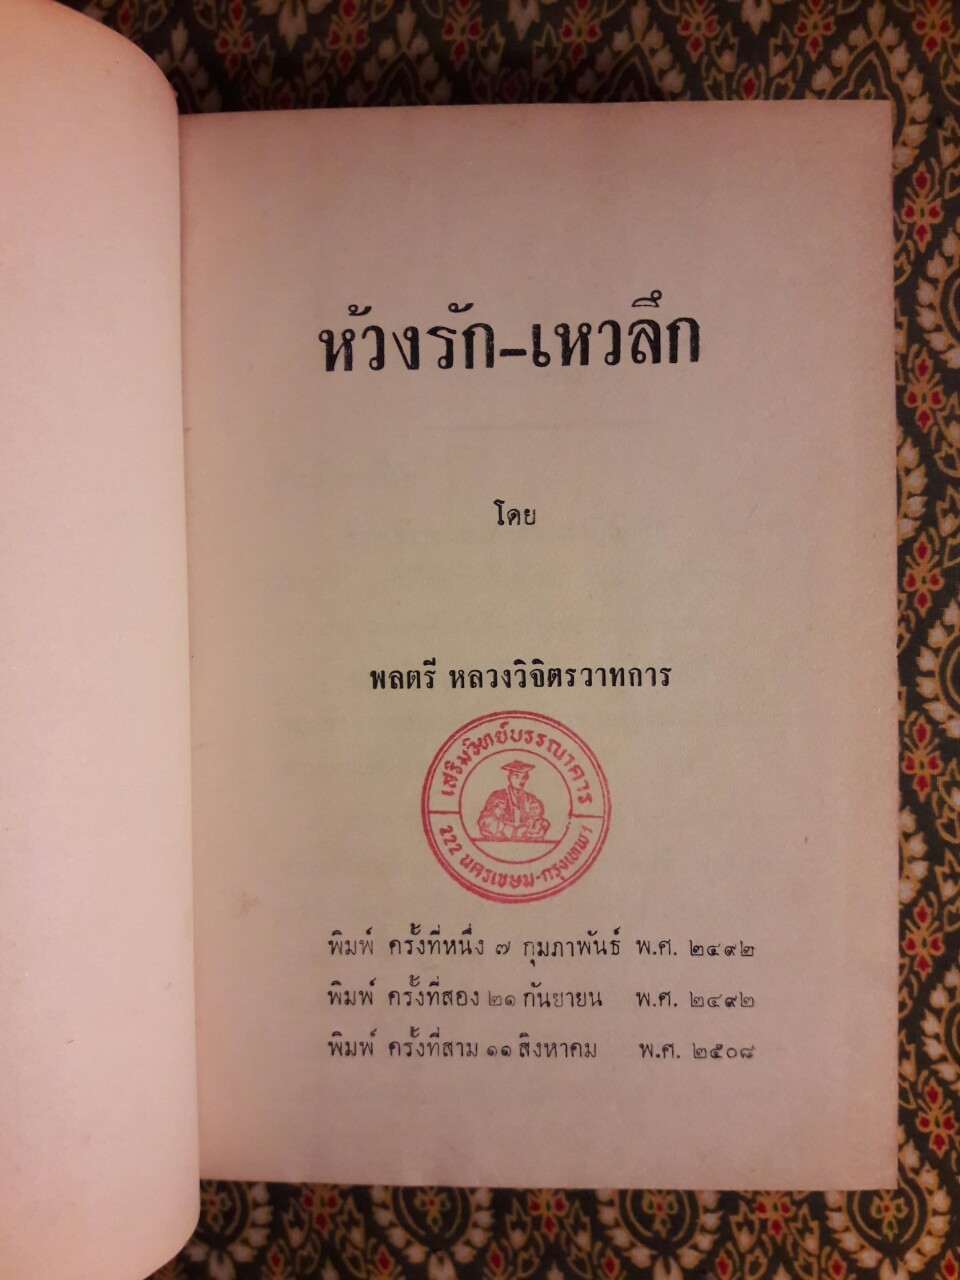 ห้วงรัก-เหวลึก
โดย
พลตรี หลวงวิจิตรวาทการ
เสริมวิทย์บรรณาคาร
222 นครเขษม-กรุงเทพฯ
พิมพ์ ครั้งที่หนึ่ง ๗ กุมภาพันธ์ พ.ศ. ๒๔๙๒
พิมพ์ ครั้งที่สอง ๒๑ กันยายน พ.ศ. ๒๔๙๒
พิมพ์ ครั้งที่สาม ๑๑ สิงหาคม พ.ศ. ๒๕๐๘